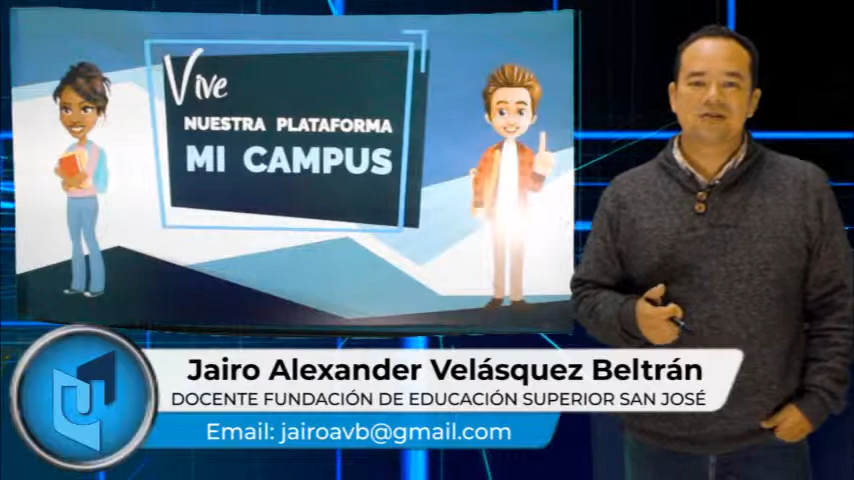 Vive
NUESTRA PLATAFORMA
MI CAMPUS
Jairo Alexander Velásquez Beltrán
DOCENTE FUNDACIÓN DE EDUCACIÓN SUPERIOR SAN JOSÉ
Email: jairoavb@gmail.com